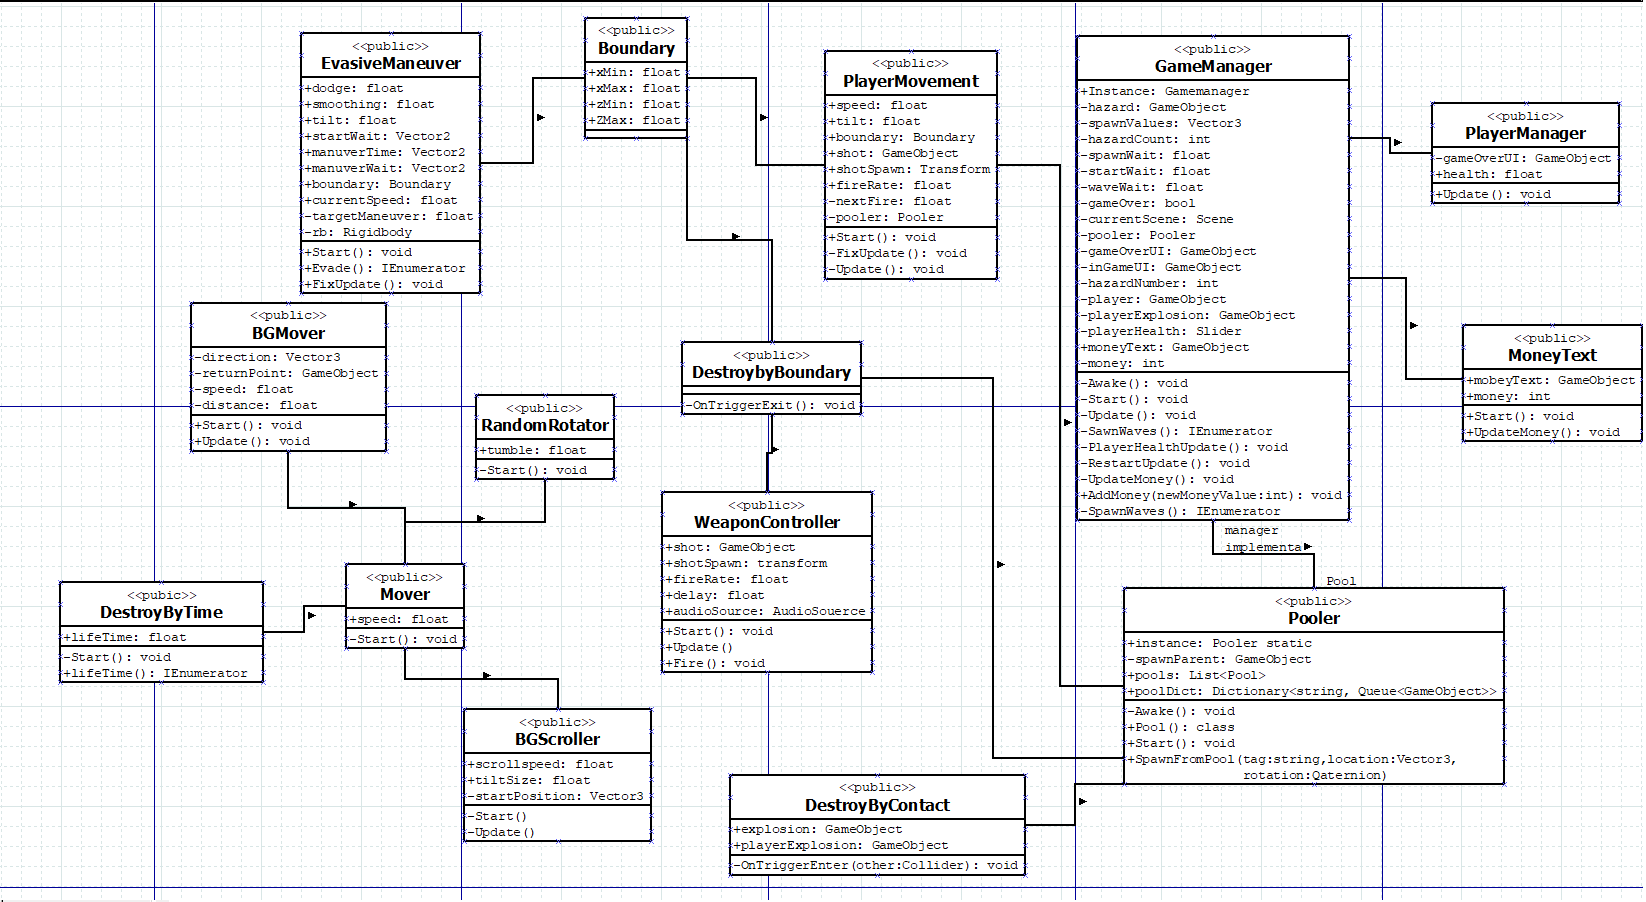 <<public>>
EvasiveManeuver
+dodge: float
+smoothing: float
+tilt: float
+startWait: Vector2
+manuverTime: Vector2
+manuverWait: Vector2
+boundary: Boundary
+currentSpeed: float
-targetManeuver: float
-rb: Rigidbody
+Start(): void
+Evade(): IEnumerator
+FixUpdate(): void
<<public>>
Boundary
+xMin: float
+xMax: float
+zMin: float
+ZMax: float
<<public>>
PlayerMovement
+speed: float
+tilt: float
+boundary: Boundary
+shot: GameObject
+shotSpawn: Transform
+fireRate: float
-nextFire: float
-pooler: Pooler
+Start(): void
-FixUpdate(): void
-Update(): void
<<public>>
GameManager
+Instance: Gamemanager
-hazard: GameObject
-spawnValues: Vector3
-hazardCount: int
-spawnWait: float
-startWait: float
-waveWait: float
-gameOver: bool
-currentScene: Scene
-pooler: Pooler
-gameOverUI: GameObject
-inGameUI: GameObject
-hazardNumber: int
-player: GameObject
-playerExplosion: GameObject
-playerHealth: Slider
+moneyText: GameObject
-money: int
-Awake(): void
-Start(): void
-Update(): void
-SawnWaves(): IEnumerator
-PlayerHealthUpdate(): void
-RestartUpdate(): void
-UpdateMoney(): void
+AddMoney(newMoneyValue:int): void
-SpawnWaves(): IEnumerator
<<public>>
PlayerManager
-gameOverUI: GameObject
+health: float
+Update(): void
<<public>>
MoneyText
+mobeyText: GameObject
+money: int
+Start(): void
+UpdateMoney(): void
<<public>>
BGMover
-direction: Vector3
-returnPoint: GameObject
-speed: float
-distance: float
+Start(): void
+Update(): void
<<public>>
RandomRotator
+tumble: float
-Start(): void
<<public>>
DestroybyBoundary
-OnTriggerExit(): void
<<public>>
WeaponController
+shot: GameObject
+shotSpawn: transform
+fireRate: float
+delay: float
+audioSource: AudioSouerce
+Start(): void
+Update()
+Fire(): void
manager
implementa
Pool
<<public>>
Pooler
+instance: Pooler static
-spawnParent: GameObject
+pools: List<Pool>
+poolDict: Dictionary<string, Queue<GameObject>>
-Awake(): void
+Pool(): class
+Start(): void
+SpawnFromPool(tag:string,location:Vector3,
rotation:Qaternion)
<<pubic>>
DestroyByTime
+lifeTime: float
-Start(): void
+lifeTime(): IEnumerator
<<public>>
Mover
+speed: float
-Start(): void
<<public>>
BGScroller
+scrollspeed: float
+tiltSize: float
-startPosition: Vector3
-Start()
-Update()
<<public>>
DestroyByContact
+explosion: GameObject
+playerExplosion: GameObject
-OnTriggerEnter(other:Collider): void